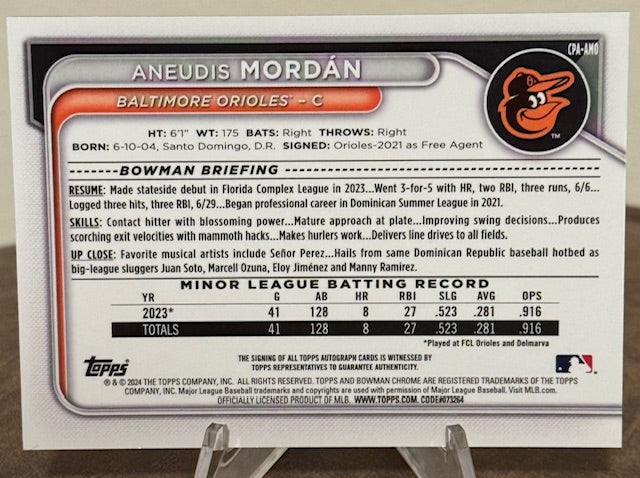 CPA-AMO
ANEUDIS MORDÁN
BALTIMORE ORIOLES™ – C
HT: 6'1" WT: 175 BATS: Right THROWS: Right
BORN: 6-10-04, Santo Domingo, D.R. SIGNED: Orioles-2021 as Free Agent
BOWMAN BRIEFING
RESUME: Made stateside debut in Florida Complex League in 2023...Went 3-for-5 with HR, two RBI, three runs, 6/6...
Logged three hits, three RBI, 6/29...Began professional career in Dominican Summer League in 2021.
SKILLS: Contact hitter with blossoming power...Mature approach at plate...Improving swing decisions...Produces
scorching exit velocities with mammoth hacks...Makes hurlers work...Delivers line drives to all fields.
UP CLOSE: Favorite musical artists include Señor Perez...Hails from same Dominican Republic baseball hotbed as
big-league sluggers Juan Soto, Marcell Ozuna, Eloy Jiménez and Manny Ramirez.
MINOR LEAGUE BATTING RECORD
YR G AB HR RBI SLG AVG OPS
2023* 41 128 8 27 .523 .281 .916
TOTALS 41 128 8 27 .523 .281 .916
*Played at FCL Orioles and Delmarva
Topps
THE SIGNING OF ALL TOPPS AUTOGRAPH CARDS IS WITNESSED BY
TOPPS REPRESENTATIVES TO GUARANTEE AUTHENTICITY.
® & © 2024 THE TOPPS COMPANY, INC. ALL RIGHTS RESERVED. TOPPS AND BOWMAN CHROME ARE REGISTERED TRADEMARKS OF THE TOPPS
COMPANY, INC. Major League Baseball trademarks and copyrights are used with permission of Major League Baseball. Visit MLB.com.
OFFICIALLY LICENSED PRODUCT OF MLB. WWW.TOPPS.COM. CODE#073264